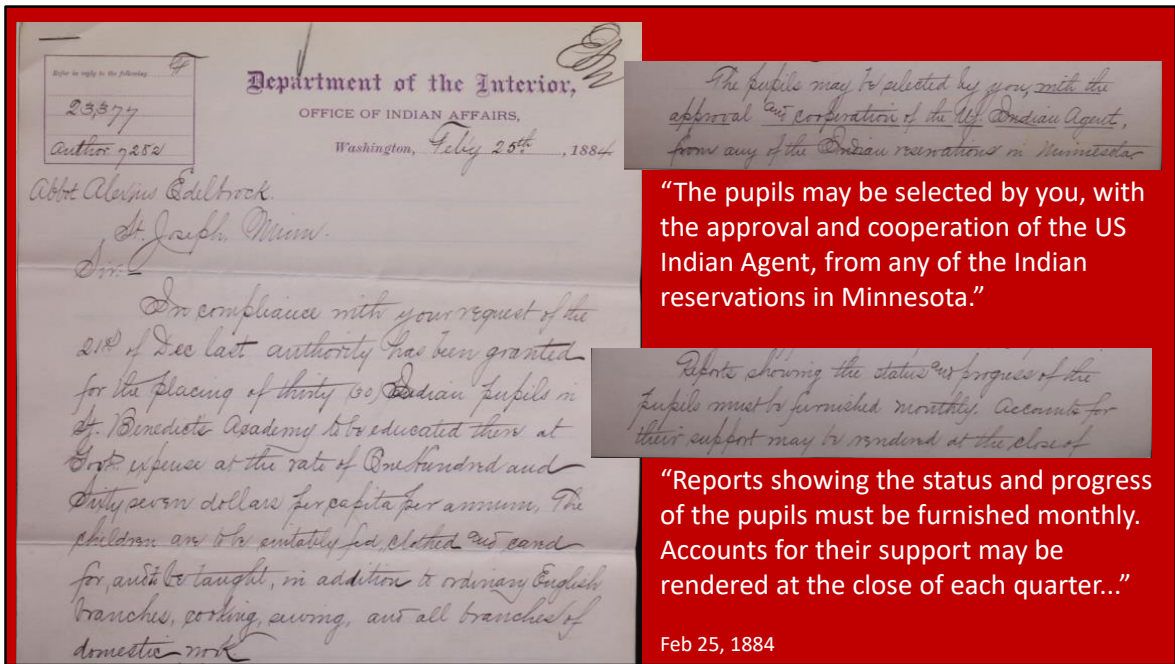 Refer in reply to the following
23,377
Author 7282
Department of the Interior,
OFFICE OF INDIAN AFFAIRS,
Washington, Feby 25th, 1884.
Abbot Alexius Edelbrock.
St. Joseph, Minn.
Sir:–
In compliance with your request of the
21st of Dec last authority has been granted
for the placing of thirty (30) Indian pupils in
St. Benedicts Academy to be educated there at
Govt. expense at the rate of One Hundred and
Sixty seven dollars per capita per annum. The
children are to be suitably fed, clothed and cared
for, and to be taught, in addition to ordinary English
branches, cooking, sewing, and all branches of
domestic work
The pupils may be selected by you, with the
approval and cooperation of the US Indian Agent,
from any of the Indian reservations in Minnesota
“The pupils may be selected by you, with
the approval and cooperation of the US
Indian Agent, from any of the Indian
reservations in Minnesota.”
Reports showing the status and progress of the
pupils must be furnished monthly. Accounts for
their support may be rendered at the close of
“Reports showing the status and progress
of the pupils must be furnished monthly.
Accounts for their support may be
rendered at the close of each quarter...”
Feb 25, 1884